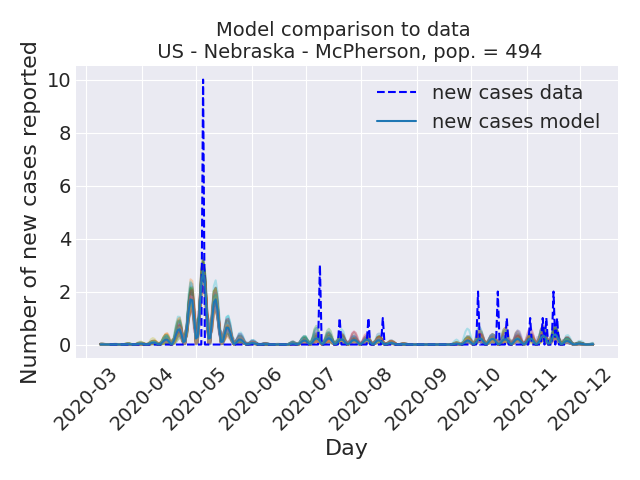 Model comparison to data
US - Nebraska - McPherson, pop. = 494
Number of new cases reported
10
8
6
4
2
0
new cases data
new cases model
2020-03
2020-04
2020-05
2020-06
2020-07
2020-08
2020-09
2020-10
2020-11
2020-12
Day